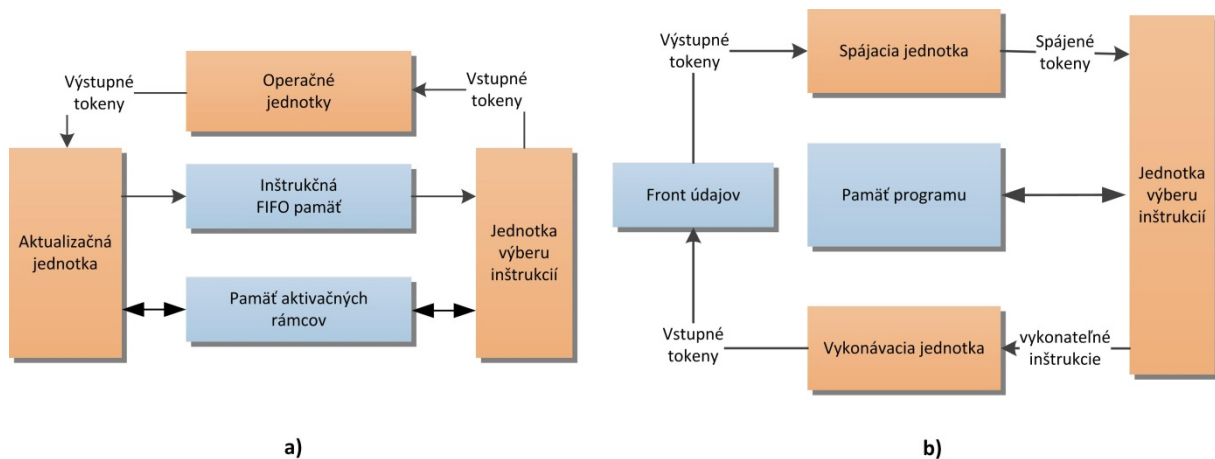 Výstupné
tokeny
Operačné
jednotky
Vstupné
tokeny
Aktualizačná
jednotka
Inštrukčná
FIFO pamäť
Jednotka
výberu
inštrukcií
Pamäť aktivačných
rámcov
a)
Výstupné
tokeny
Spájacia jednotka
Spájené
tokeny
Front údajov
Pamäť programu
Jednotka
výberu
inštrukcií
Vstupné
tokeny
Vykonávacia jednotka
vykonateľné
inštrukcie
b)